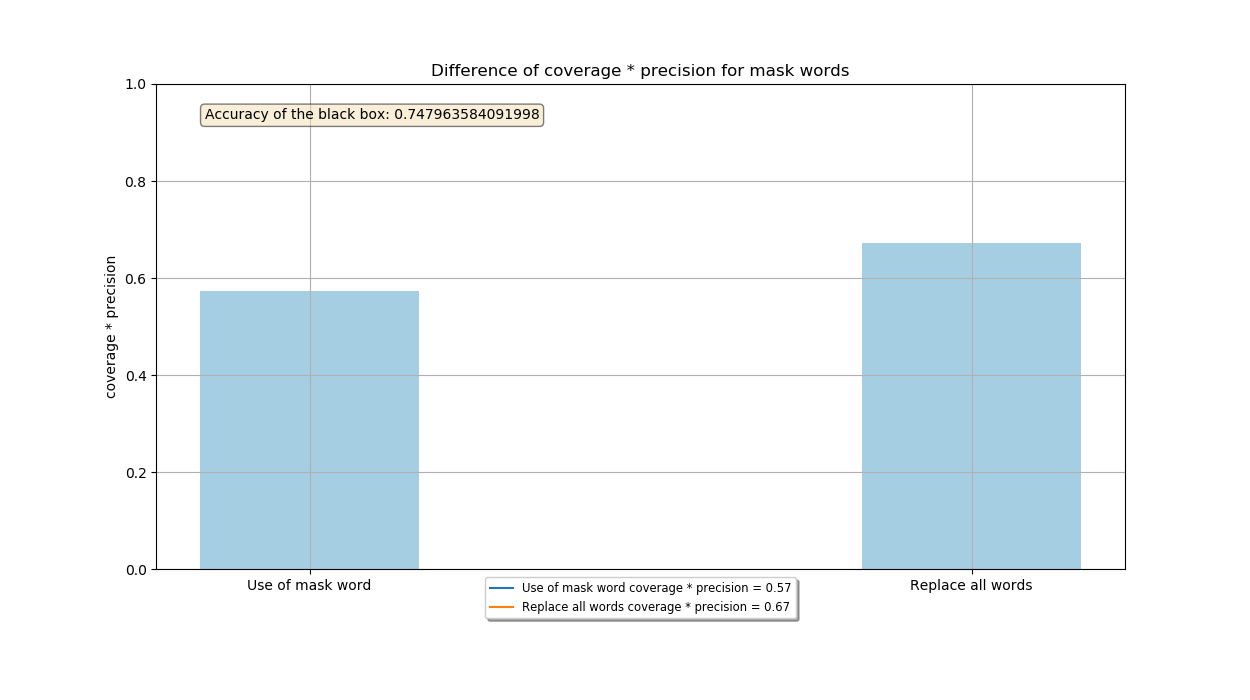 Difference of coverage * precision for mask words
Accuracy of the black box: 0.747963584091998
coverage * precision
1.0
0.8
0.6
0.4
0.2
0.0
Use of mask word
Replace all words
Use of mask word coverage * precision = 0.57
Replace all words coverage * precision = 0.67